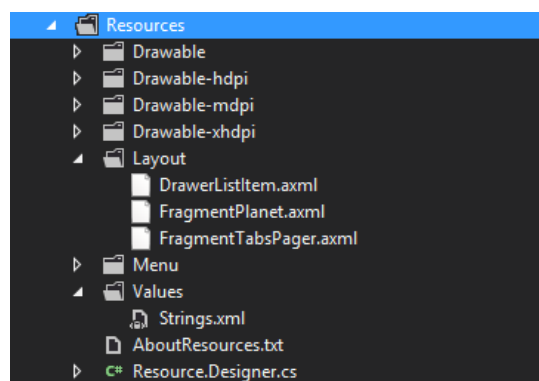 Resources
Drawable
Drawable-hdpi
Drawable-mdpi
Drawable-xhdpi
Layout
DrawerListItem.axml
FragmentPlanet.axml
FragmentTabsPager.axml
Menu
Values
Strings.xml
AboutResources.txt
C# Resource.Designer.cs